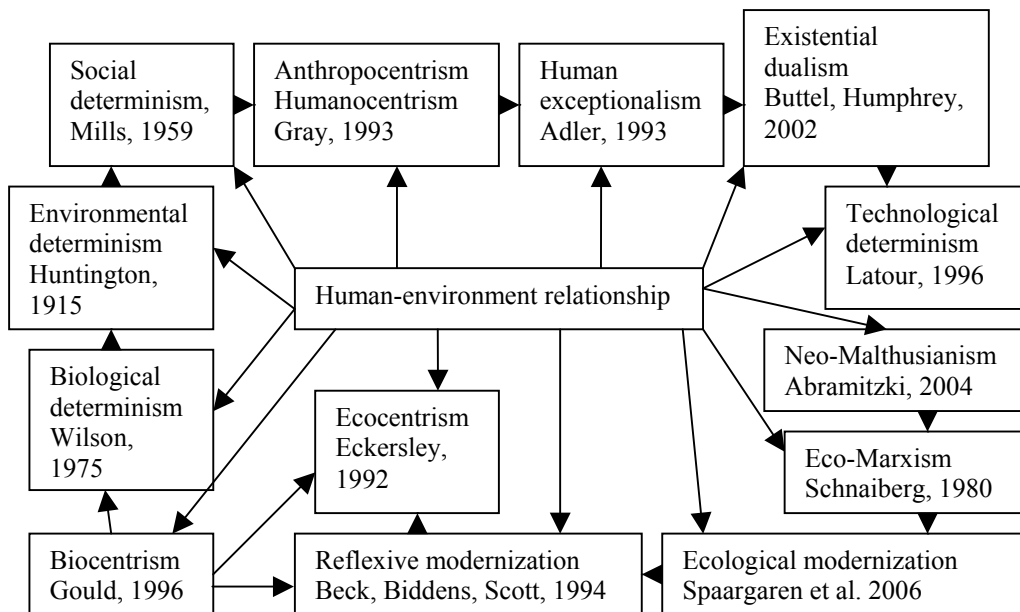 Social
determinism,
Mills, 1959
Anthropocentrism
Humanocentrism
Gray, 1993
Human
exceptionalism
Adler, 1993
Existential
dualism
Buttel, Humphrey,
2002
Environmental
determinism
Huntington,
1915
Technological
determinism
Latour, 1996
Human-environment relationship
Biological
determinism
Wilson,
1975
Ecocentrism
Eckersley,
1992
Neo-Malthusianism
Abramitzki, 2004
Eco-Marxism
Schnaiberg, 1980
Biocentrism
Gould, 1996
Reflexive modernization
Beck, Biddens, Scott, 1994
Ecological modernization
Spaargaren et al. 2006